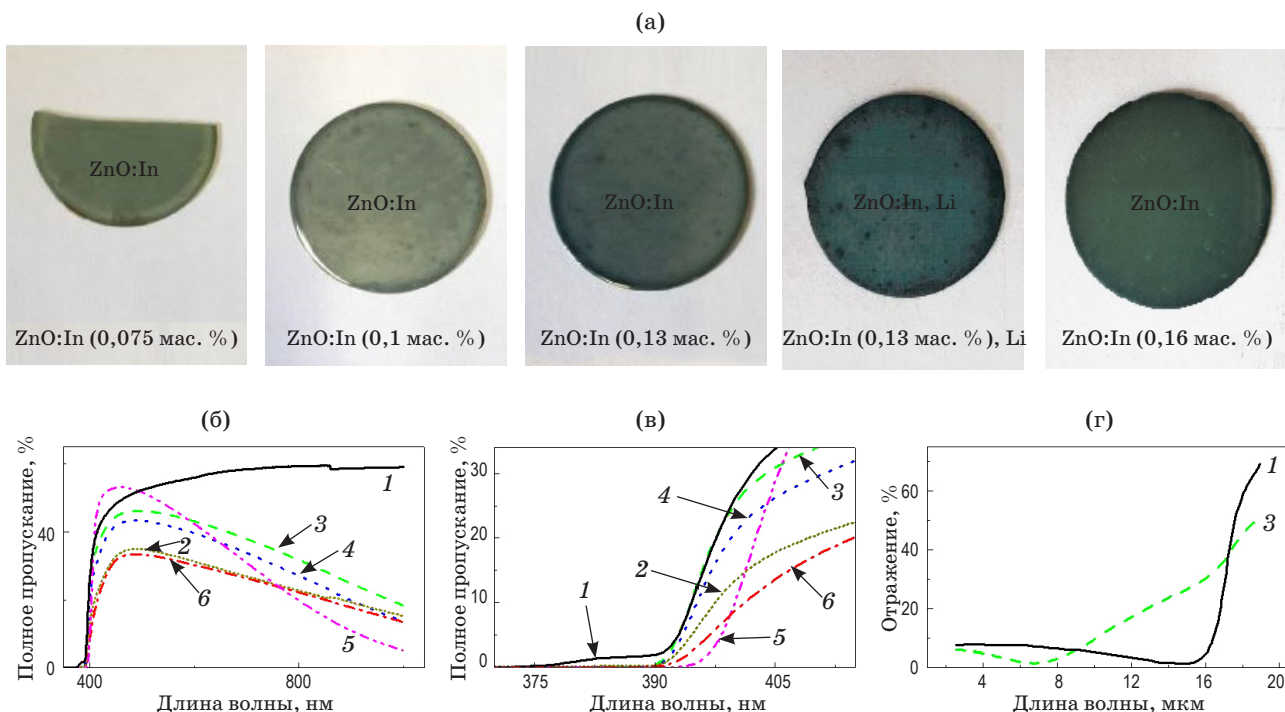 (а)
ZnO:In
ZnO:In
ZnO:In
ZnO:In, Li
ZnO:In
ZnO:In (0,075 мас. %)
ZnO:In (0,1 мас. %)
ZnO:In (0,13 мас. %)
ZnO:In (0,13 мас. %), Li
ZnO:In (0,16 мас. %)
(б)
Полное пропускание, %
40
0
400
800
Длина волны, нм
1
3
2
4
6
5
(в)
Полное пропускание, %
30
20
10
0
375
390
405
Длина волны, нм
4
3
2
1
6
5
(г)
Отражение, %
60
40
20
0
4
8
12
16
20
Длина волны, мкм
1
3